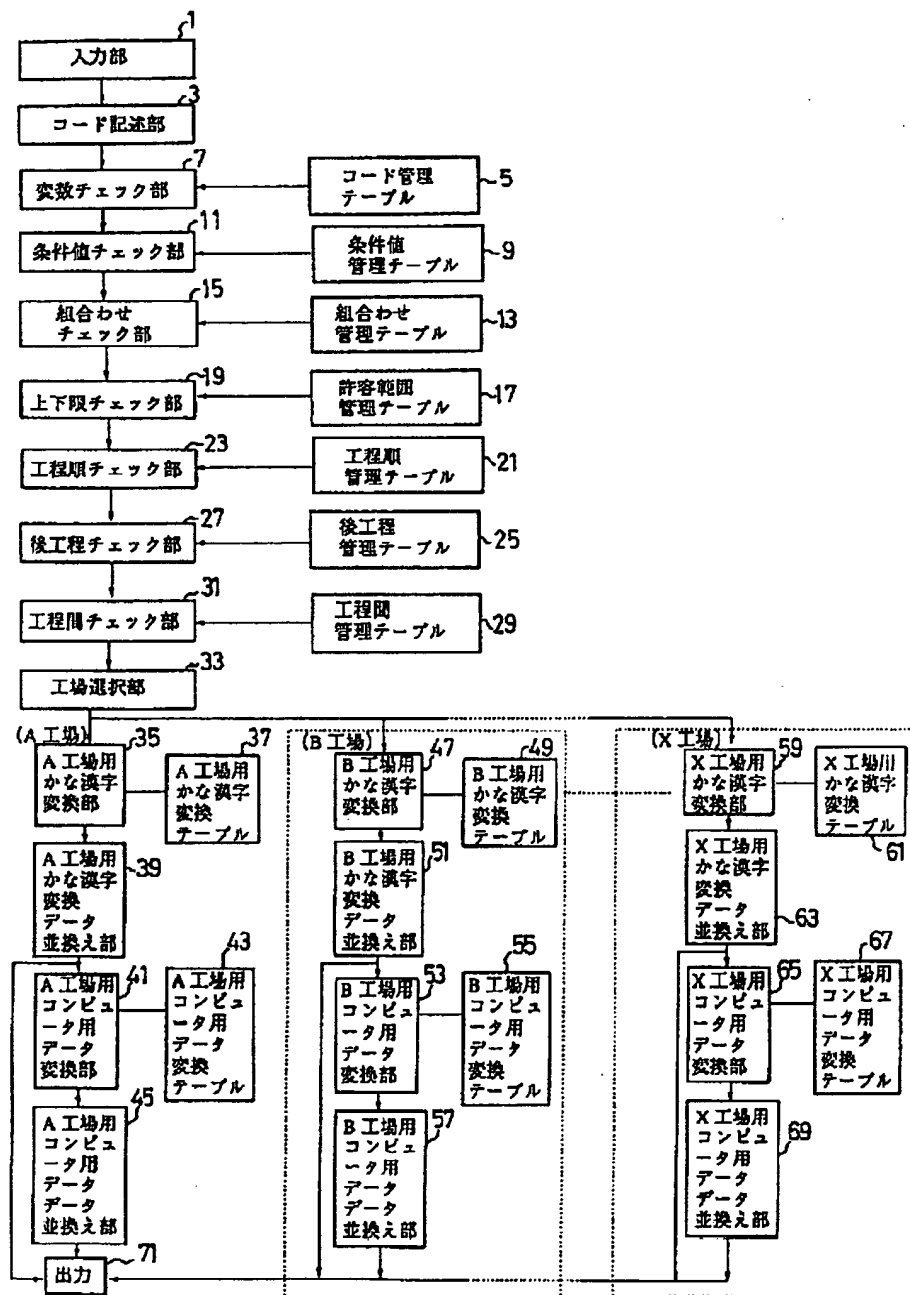 1
入力部
3
コード記述部
7
変数チェック部
コード管理
テーブル
5
11
条件値チェック部
条件値
管理テーブル
9
15
組合わせ
チェック部
組合わせ
管理テーブル
13
19
上下限チェック部
許容範囲
管理テーブル
17
23
工程順チェック部
工程順
管理テーブル
21
27
後工程チェック部
後工程
管理テーブル
25
31
工程間チェック部
工程間
管理テーブル
29
33
工場選択部
(A工場)
35
A工場用
かな漢字
変換部
37
A工場用
かな漢字
変換
テーブル
39
A工場用
かな漢字
変換
データ
並換え部
41
A工場用
コンピュ
ータ用
データ
変換部
43
A工場用
コンピュ
ータ用
データ
変換
テーブル
45
A工場用
コンピュ
ータ用
データ
データ
並換え部
71
出力
(B工場)
47
B工場用
かな漢字
変換部
49
B工場用
かな漢字
変換
テーブル
51
B工場用
かな漢字
変換
データ
並換え部
53
B工場用
コンピュ
ータ用
データ
変換部
55
B工場用
コンピュ
ータ用
データ
変換
テーブル
57
B工場用
コンピュ
ータ用
データ
データ
並換え部
(X工場)
59
X工場用
かな漢字
変換部
X工場用
かな漢字
変換
テーブル
61
X工場用
かな漢字
変換
データ
並換え部
63
65
X工場用
コンピュ
ータ用
データ
変換部
67
X工場用
コンピュ
ータ用
データ
変換
テーブル
X工場用
コンピュ
ータ用
データ
データ
並換え部
69